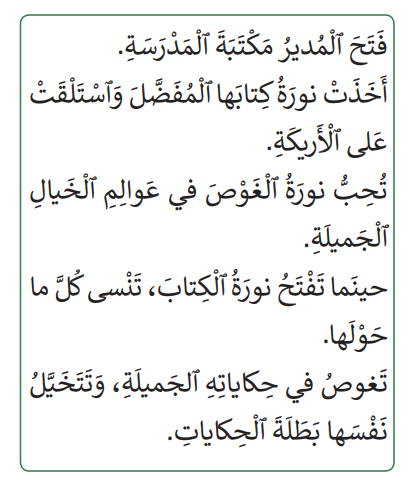 فَتَحَ ٱلْمُديرُ مَكْتَبَةَ ٱلْمَدْرَسَةِ.
أَخَذَتْ نورَةُ كِتابَها ٱلْمُفَضَّلَ وَٱسْتَلْقَتْ
عَلى ٱلْأَريكَةِ.
تُحِبُّ نورَةُ ٱلْغَوْصَ في عَوالِمِ ٱلْخَيالِ
ٱلْجَميلَةِ.
حينَما تَفْتَحُ نورَةُ ٱلْكِتابَ، تَنْسى كُلَّ ما
حَوْلَها.
تَغوصُ في حِكاياتِهِ ٱلجَميلَةِ، وَتَتَخَيَّلُ
نَفْسَها بَطَلَةَ ٱلْحِكاياتِ.